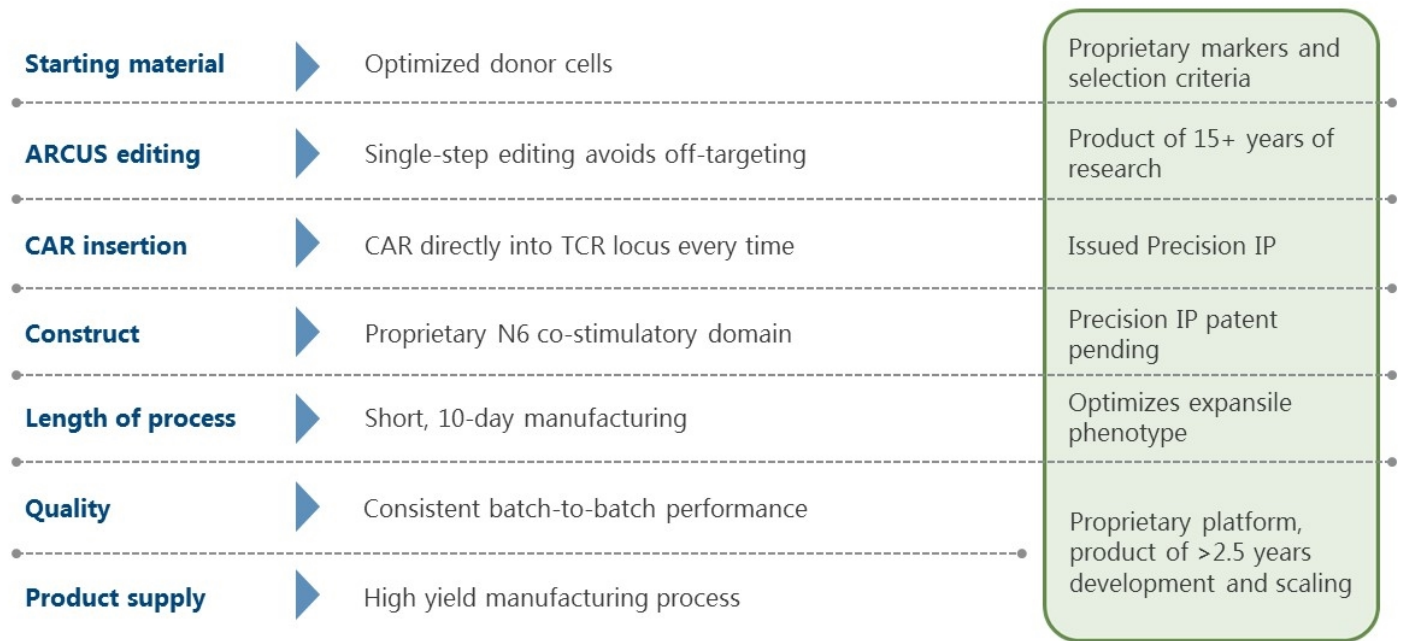 Starting material
Optimized donor cells
Proprietary markers and
selection criteria
ARCUS editing
Single-step editing avoids off-targeting
Product of 15+ years of
research
CAR insertion
CAR directly into TCR locus every time
Issued Precision IP
Construct
Proprietary N6 co-stimulatory domain
Precision IP patent
pending
Length of process
Short, 10-day manufacturing
Optimizes expansile
phenotype
Quality
Consistent batch-to-batch performance
Product supply
High yield manufacturing process
Proprietary platform,
product of >2.5 years
development and scaling